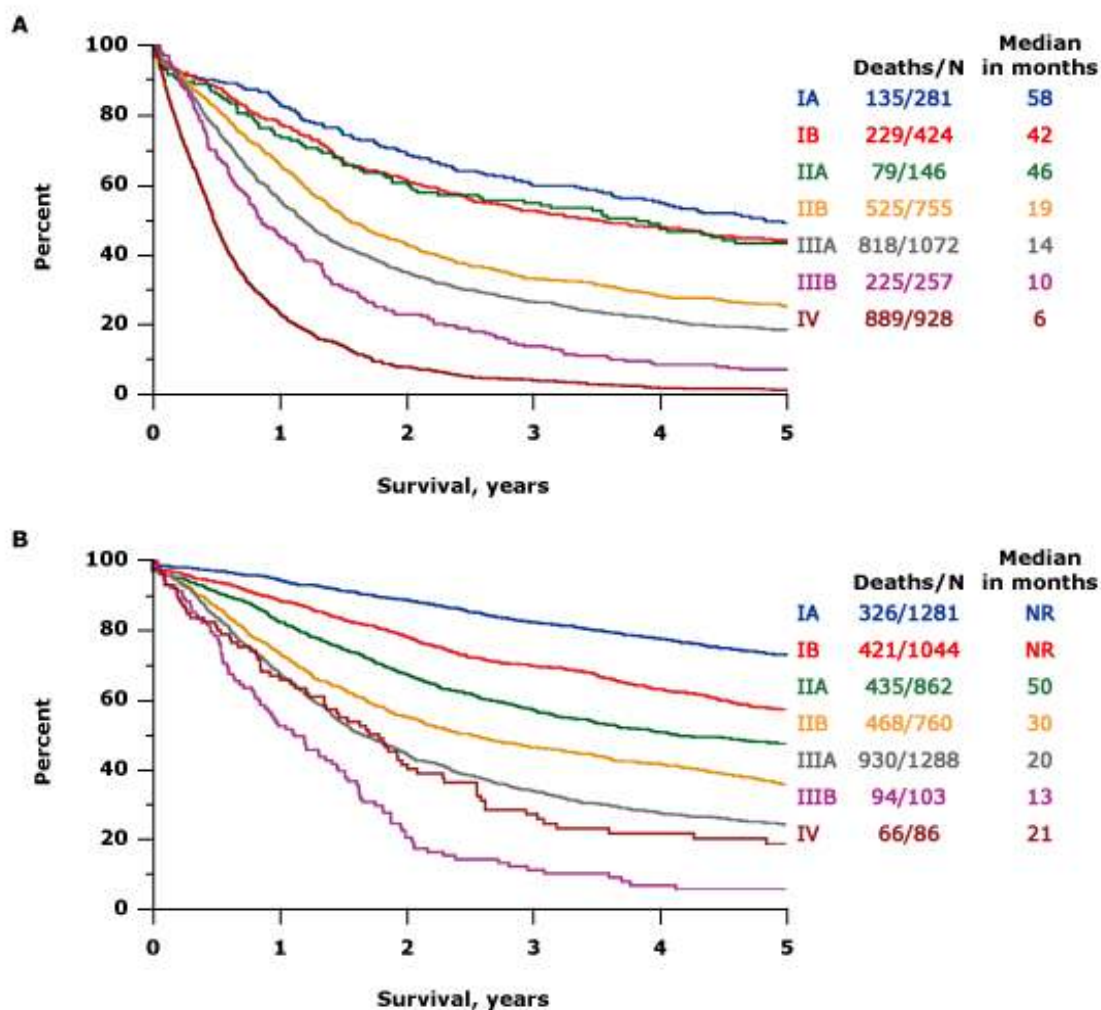 A
Median
Deaths/N in months
IA 135/281 58
IB 229/424 42
IIA 79/146 46
IIB 525/755 19
IIIA 818/1072 14
IIIB 225/257 10
IV 889/928 6
Percent
100
80
60
40
20
0
0 1 2 3 4 5
Survival, years
B
Median
Deaths/N in months
IA 326/1281 NR
IB 421/1044 NR
IIA 435/862 50
IIB 468/760 30
IIIA 930/1288 20
IIIB 94/103 13
IV 66/86 21
Percent
100
80
60
40
20
0
0 1 2 3 4 5
Survival, years